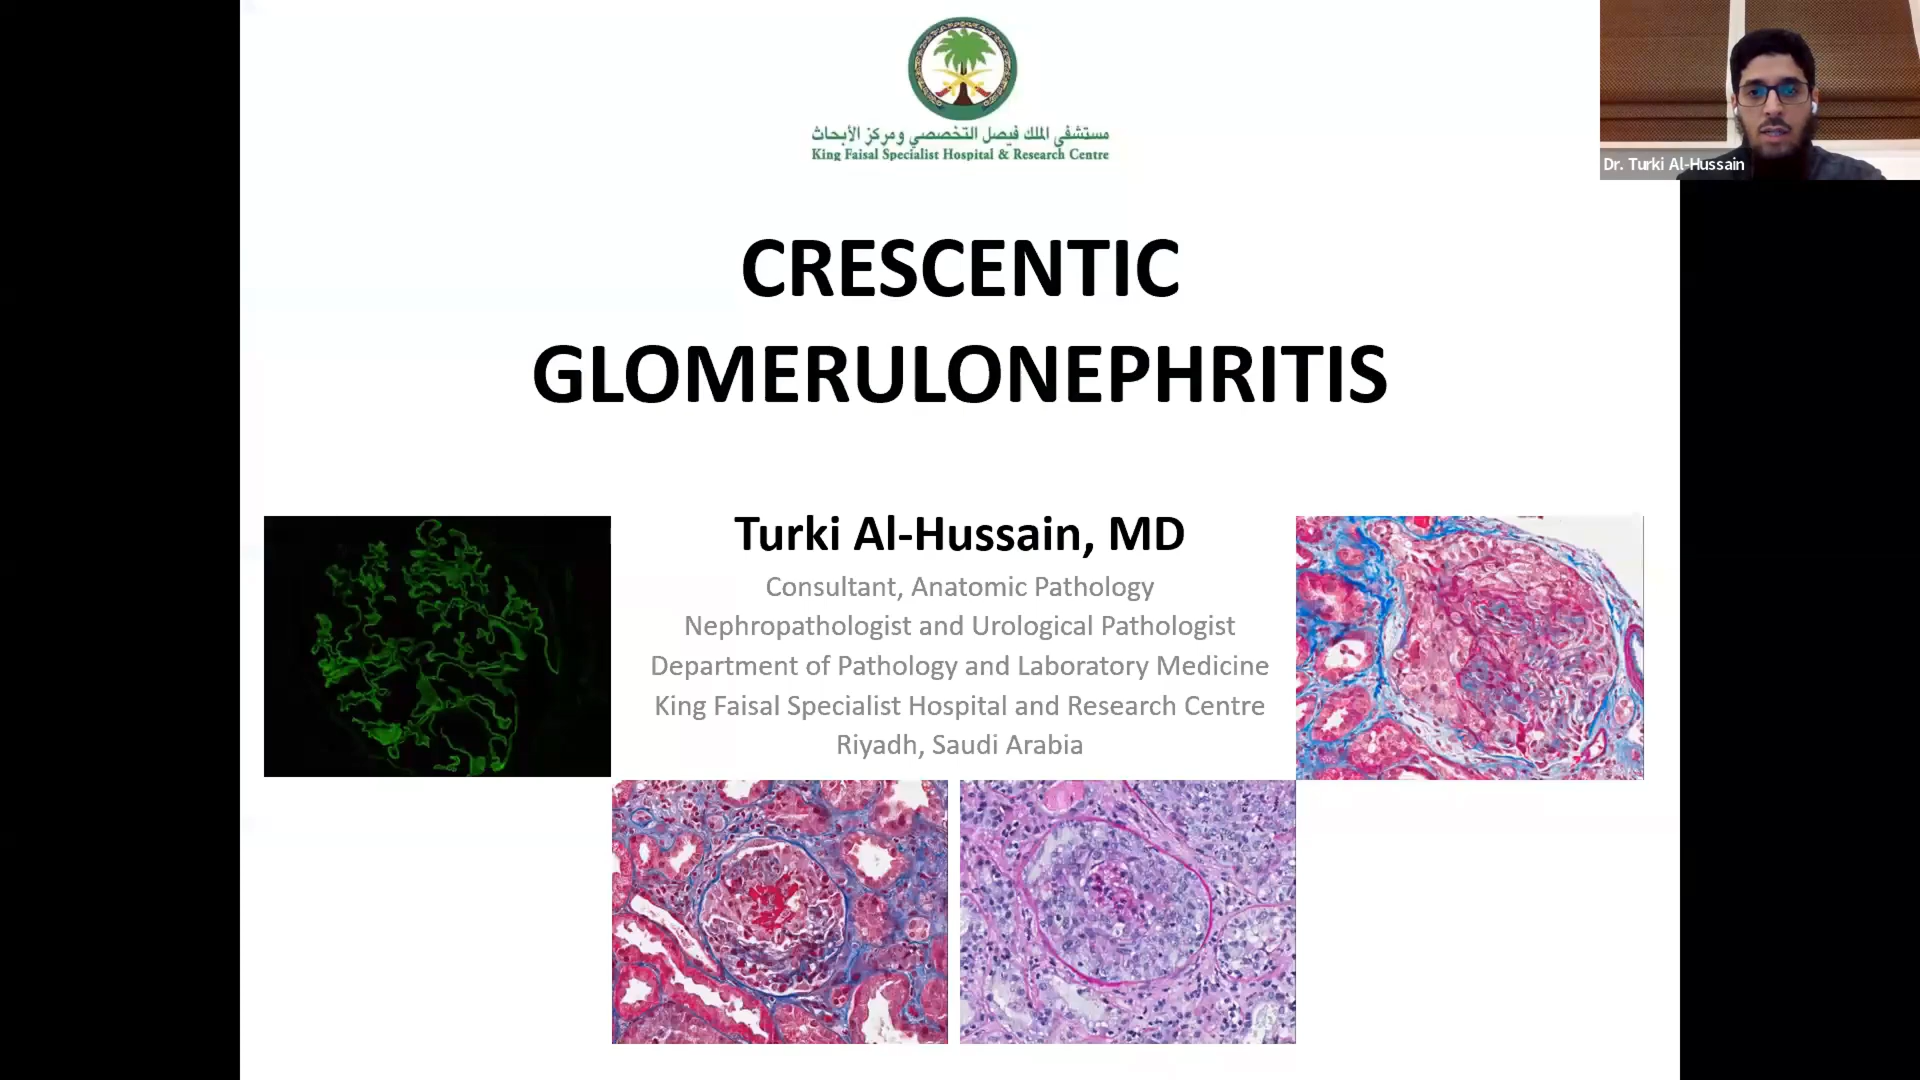 مستشفى الملك فيصل التخصصي ومركز الأبحاث
King Faisal Specialist Hospital & Research Centre
Dr. Turki Al-Hussain
CRESCENTIC
GLOMERULONEPHRITIS
Turki Al-Hussain, MD
Consultant, Anatomic Pathology
Nephropathologist and Urological Pathologist
Department of Pathology and Laboratory Medicine
King Faisal Specialist Hospital and Research Centre
Riyadh, Saudi Arabia